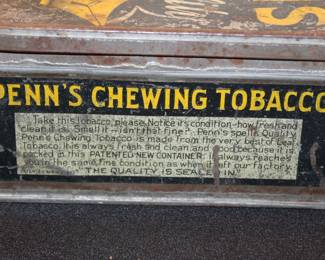 PENN'S CHEWING TOBACCO
Take this tobacco, please. Notice its condition-how fresh and
clean it is. Smell it - isn't that fine? Penn's spells Quality
Penn's Chewing Tobacco is made from the very best of Leaf
Tobacco. It is always fresh and clean and good because it is
packed in this PATENTED NEW CONTAINER. It always reaches
you in the same fine condition as when it left our factory.
"THE QUALITY IS SEALED IN."